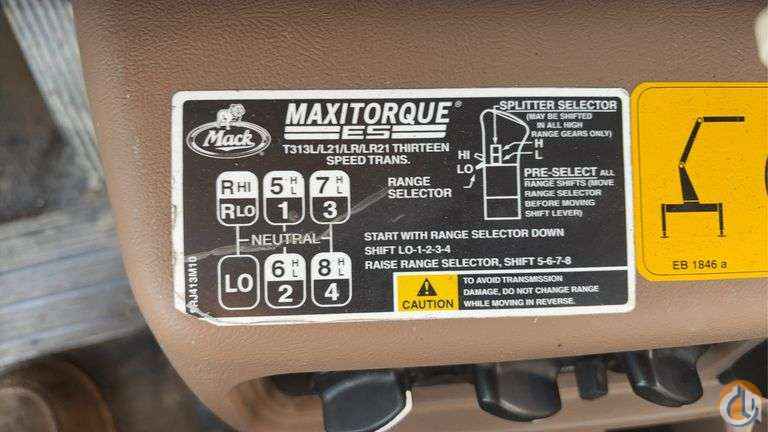 Mack
MAXITORQUE®
ES
T313L/L21/LR/LR21 THIRTEEN
SPEED TRANS.
SPLITTER SELECTOR
(MAY BE SHIFTED
IN ALL HIGH
RANGE GEARS ONLY)
H
L
HI
LO
RANGE
SELECTOR
PRE-SELECT ALL
RANGE SHIFTS (MOVE
RANGE SELECTOR
BEFORE MOVING
SHIFT LEVER)
R HI
R LO
5 H L
1
7 H L
3
NEUTRAL
LO
6 H L
2
8 H L
4
START WITH RANGE SELECTOR DOWN
SHIFT LO-1-2-3-4
RAISE RANGE SELECTOR, SHIFT 5-6-7-8
CAUTION
TO AVOID TRANSMISSION
DAMAGE, DO NOT CHANGE RANGE
WHILE MOVING IN REVERSE.
EB 1846 a